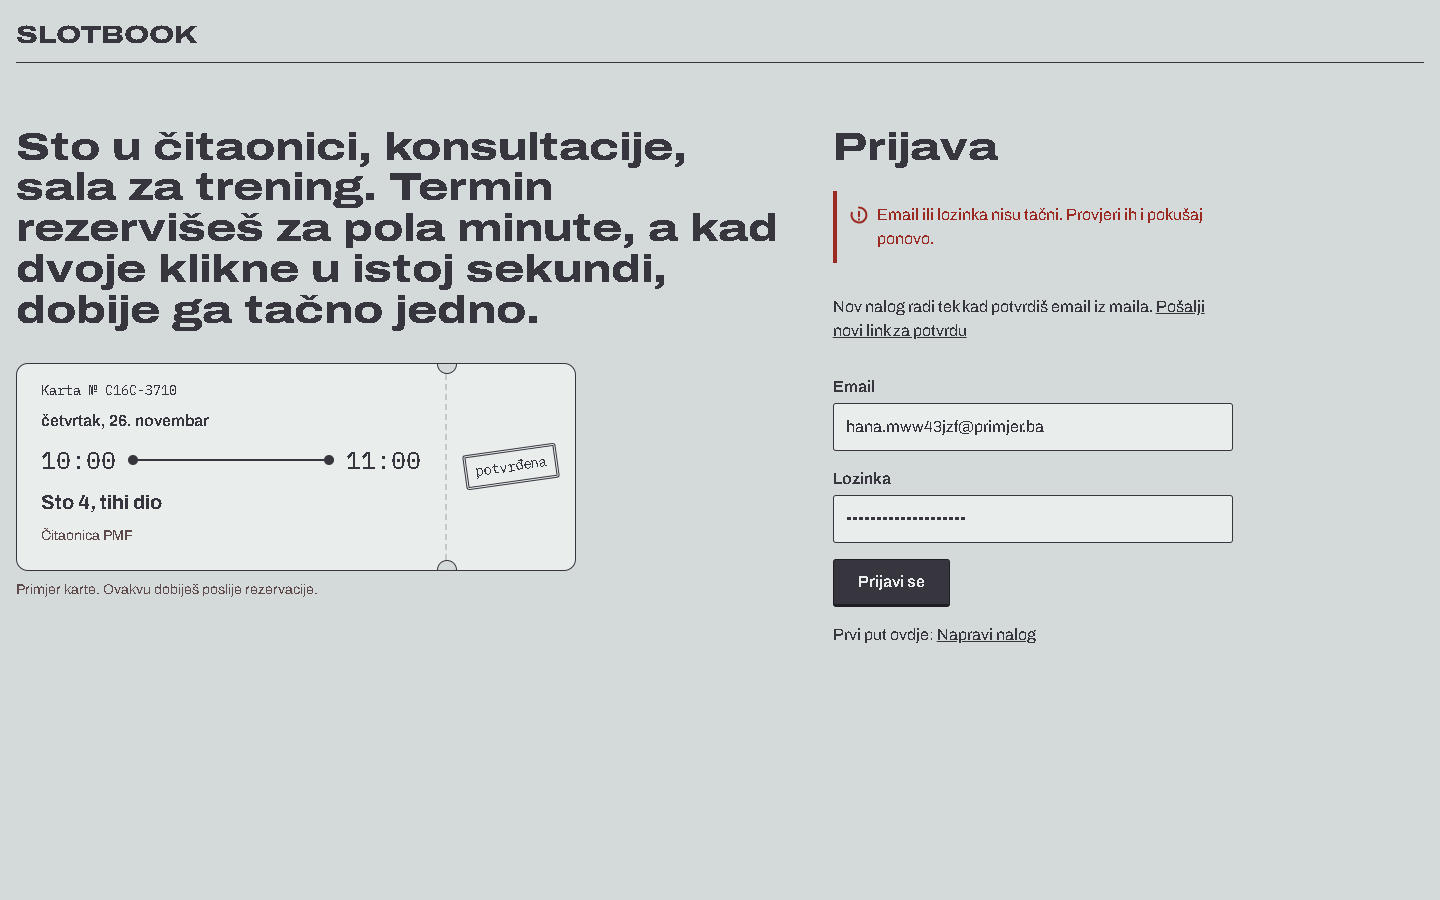 SLOTBOOK
Sto u čitaonici, konsultacije,
sala za trening. Termin
rezervišeš za pola minute, a kad
dvoje klikne u istoj sekundi,
dobije ga tačno jedno.
Karta № C16C-3710
četvrtak, 26. novembar
10:00 11:00
Sto 4, tihi dio
Čitaonica PMF
potvrđena
Primjer karte. Ovakvu dobiješ poslije rezervacije.
Prijava
Email ili lozinka nisu tačni. Provjeri ih i pokušaj
ponovo.
Nov nalog radi tek kad potvrdiš email iz maila. Pošalji
novi link za potvrdu
Email
hana.mww43jzf@primjer.ba
Lozinka
Prijavi se
Prvi put ovdje: Napravi nalog